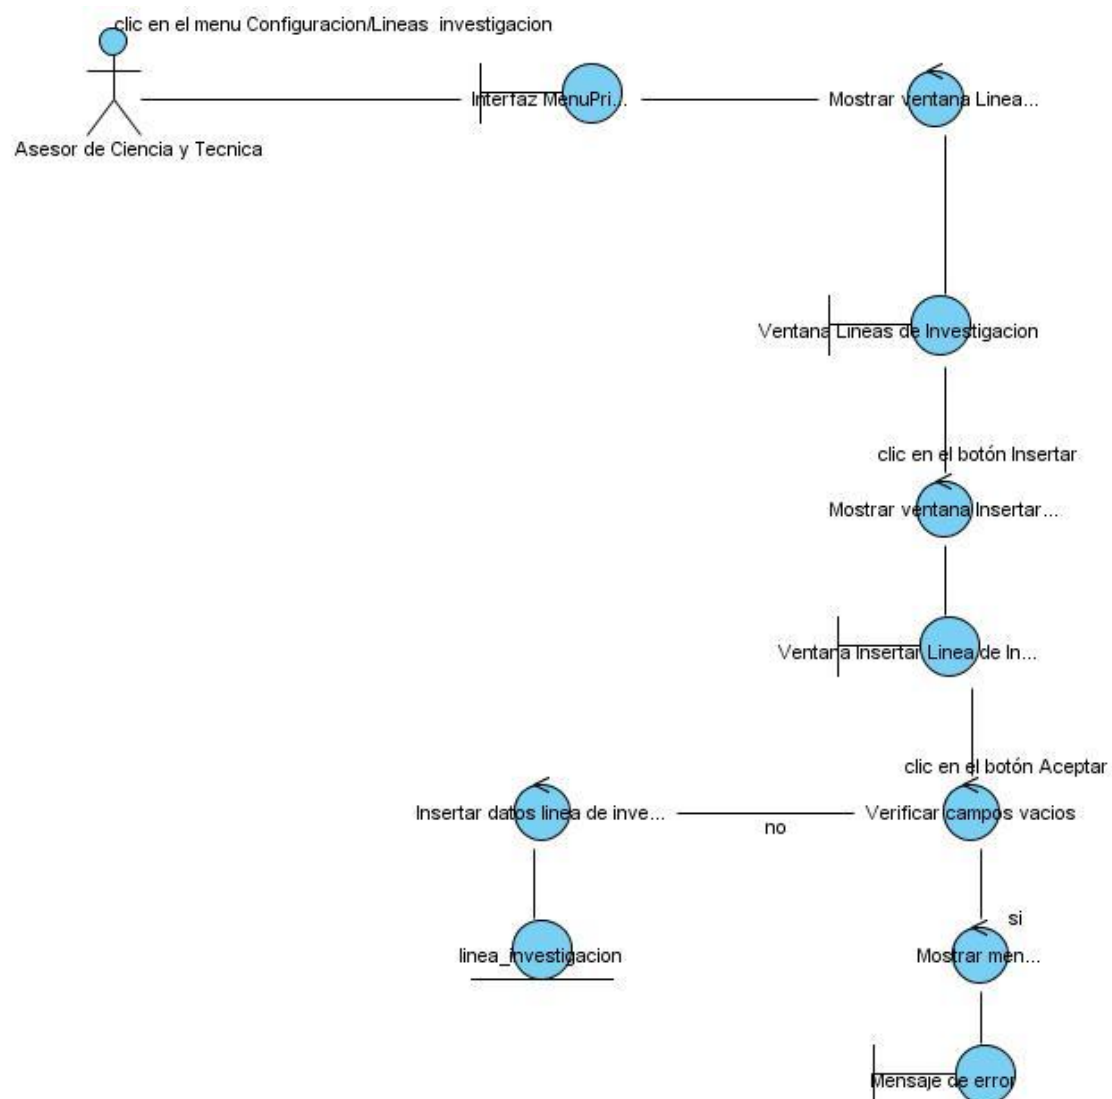 clic en el menu Configuracion/Lineas investigacion
Interfaz MenuPri...
Mostrar ventana Linea...
Asesor de Ciencia y Tecnica
Ventana Lineas de Investigacion
clic en el botón Insertar
Mostrar ventana Insertar...
Ventana Insertar Linea de In...
clic en el botón Aceptar
Insertar datos linea de inve...
no
Verificar campos vacios
si
linea_investigacion
Mostrar men...
Mensaje de error